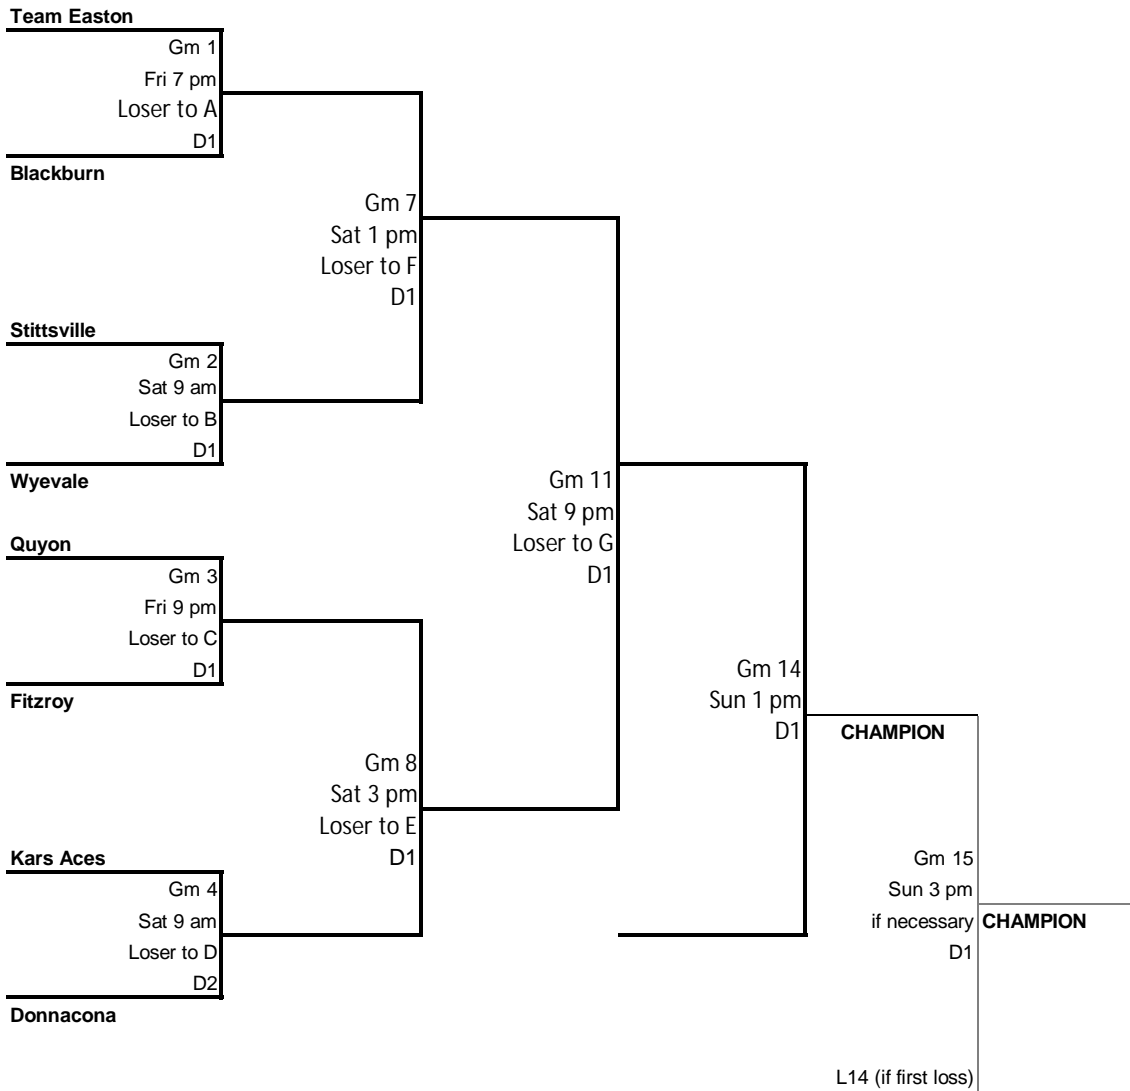 Team Easton
Gm 1
Fri 7 pm
Loser to A
D1
Blackburn
Gm 7
Sat 1 pm
Loser to F
D1
Stittsville
Gm 2
Sat 9 am
Loser to B
D1
Wyevale
Gm 11
Sat 9 pm
Loser to G
D1
Quyon
Gm 3
Fri 9 pm
Loser to C
D1
Fitzroy
Gm 14
Sun 1 pm
D1
CHAMPION
Gm 8
Sat 3 pm
Loser to E
D1
Kars Aces
Gm 4
Sat 9 am
Loser to D
D2
Donnacona
Gm 15
Sun 3 pm
if necessary
D1
CHAMPION
L14 (if first loss)